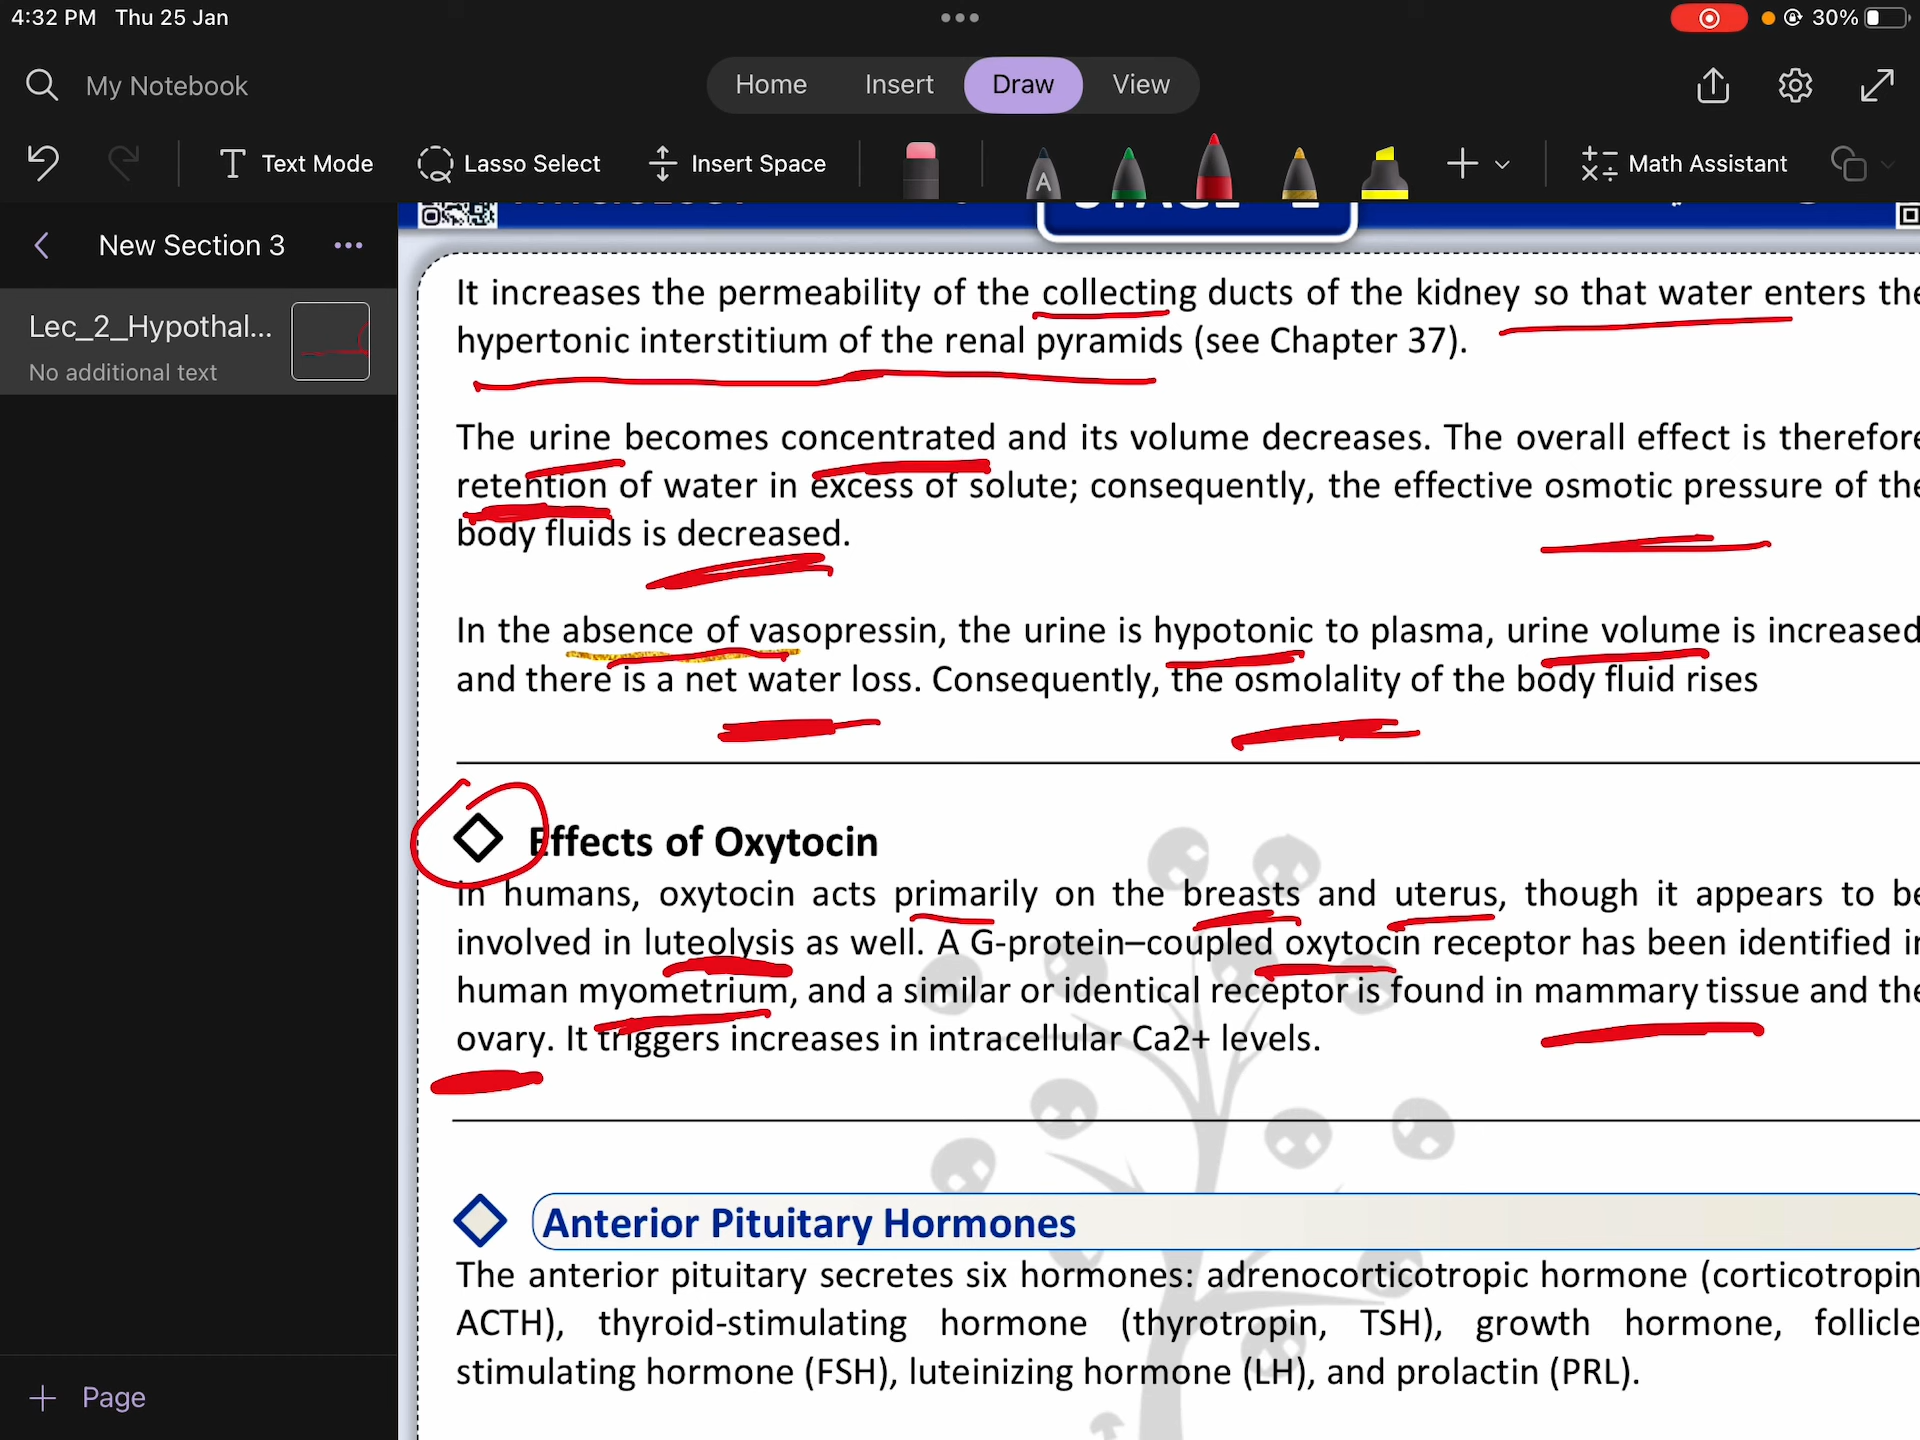 4:32 PM Thu 25 Jan
30%
My Notebook
Home Insert Draw View
Text Mode Lasso Select Insert Space
A
Math Assistant
New Section 3
Lec_2_Hypothal...
No additional text
It increases the permeability of the collecting ducts of the kidney so that water enters the
hypertonic interstitium of the renal pyramids (see Chapter 37).
The urine becomes concentrated and its volume decreases. The overall effect is therefore
retention of water in excess of solute; consequently, the effective osmotic pressure of the
body fluids is decreased.
In the absence of vasopressin, the urine is hypotonic to plasma, urine volume is increased
and there is a net water loss. Consequently, the osmolality of the body fluid rises
Effects of Oxytocin
In humans, oxytocin acts primarily on the breasts and uterus, though it appears to be
involved in luteolysis as well. A G-protein–coupled oxytocin receptor has been identified in
human myometrium, and a similar or identical receptor is found in mammary tissue and the
ovary. It triggers increases in intracellular Ca2+ levels.
Anterior Pituitary Hormones
The anterior pituitary secretes six hormones: adrenocorticotropic hormone (corticotropin
ACTH), thyroid-stimulating hormone (thyrotropin, TSH), growth hormone, follicle
stimulating hormone (FSH), luteinizing hormone (LH), and prolactin (PRL).
Page